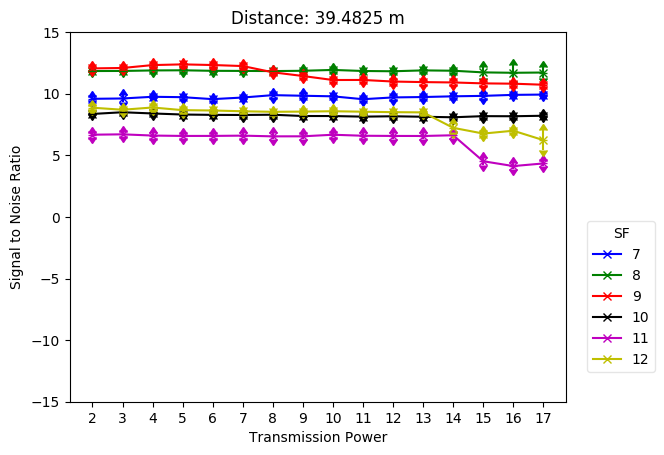 Distance: 39.4825 m
Signal to Noise Ratio
15
10
5
0
−5
−10
−15
2 3 4 5 6 7 8 9 10 11 12 13 14 15 16 17
Transmission Power
SF
7
8
9
10
11
12